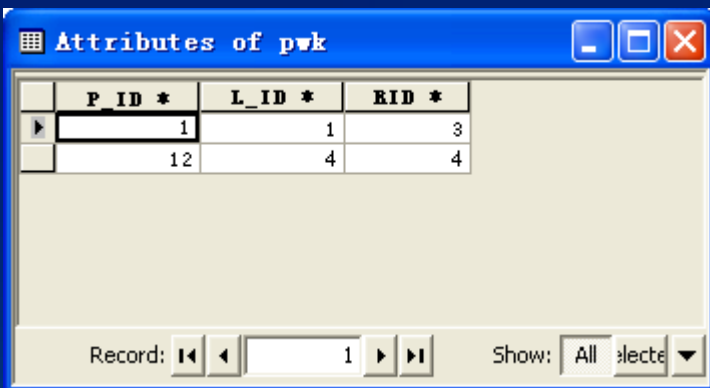 Attributes of pwk
P_ID * L_ID * RID *
1 1 3
12 4 4
Record: 1 Show: All electe